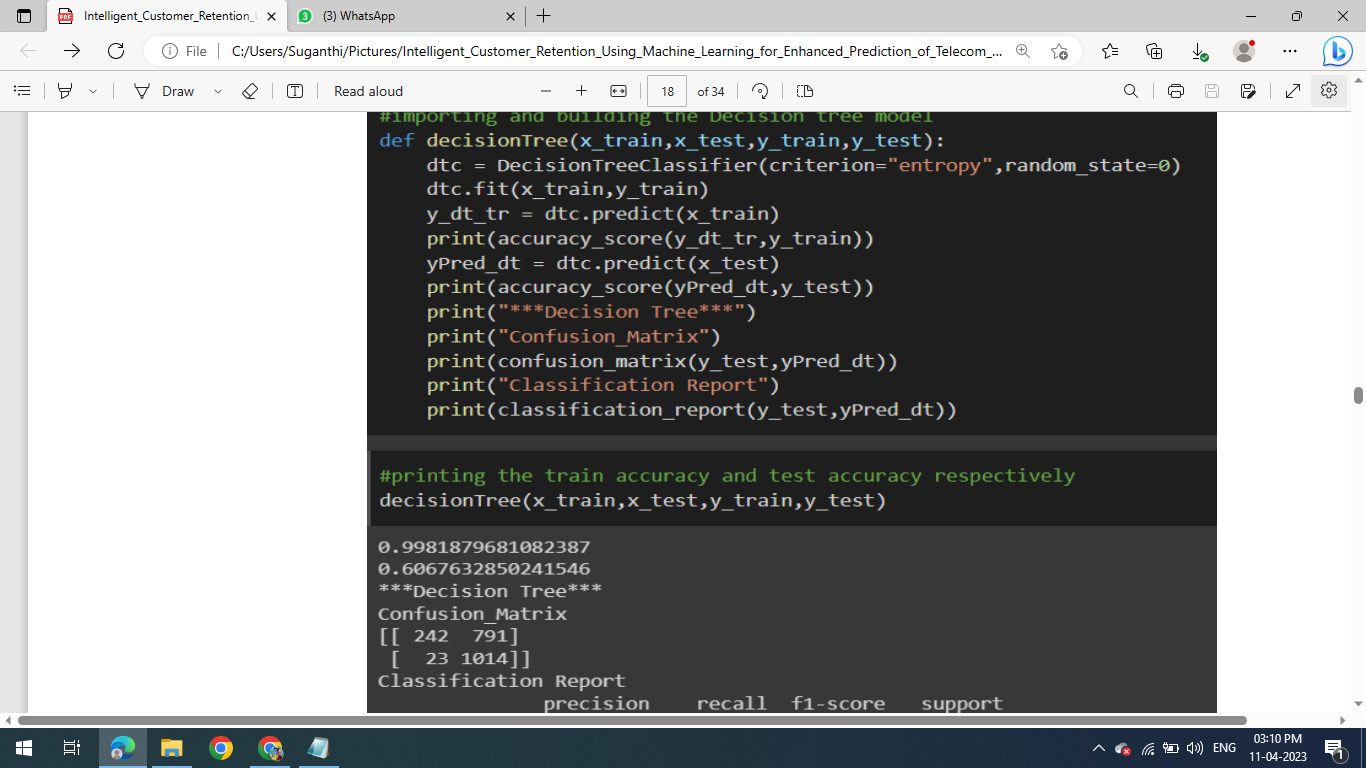 Intelligent_Customer_Retention_U
3 (3) WhatsApp
File C:/Users/Suganthi/Pictures/Intelligent_Customer_Retention_Using_Machine_Learning_for_Enhanced_Prediction_of_Telecom_...
Draw Read aloud 18 of 34
#importing and building the Decision tree model
def decisionTree(x_train,x_test,y_train,y_test):
    dtc = DecisionTreeClassifier(criterion="entropy",random_state=0)
    dtc.fit(x_train,y_train)
    y_dt_tr = dtc.predict(x_train)
    print(accuracy_score(y_dt_tr,y_train))
    yPred_dt = dtc.predict(x_test)
    print(accuracy_score(yPred_dt,y_test))
    print("***Decision Tree***")
    print("Confusion_Matrix")
    print(confusion_matrix(y_test,yPred_dt))
    print("Classification Report")
    print(classification_report(y_test,yPred_dt))
#printing the train accuracy and test accuracy respectively
decisionTree(x_train,x_test,y_train,y_test)
0.9981879681082387
0.6067632850241546
***Decision Tree***
Confusion_Matrix
[[ 242  791]
 [  23 1014]]
Classification Report
precision recall f1-score support
ENG 03:10 PM
11-04-2023
1